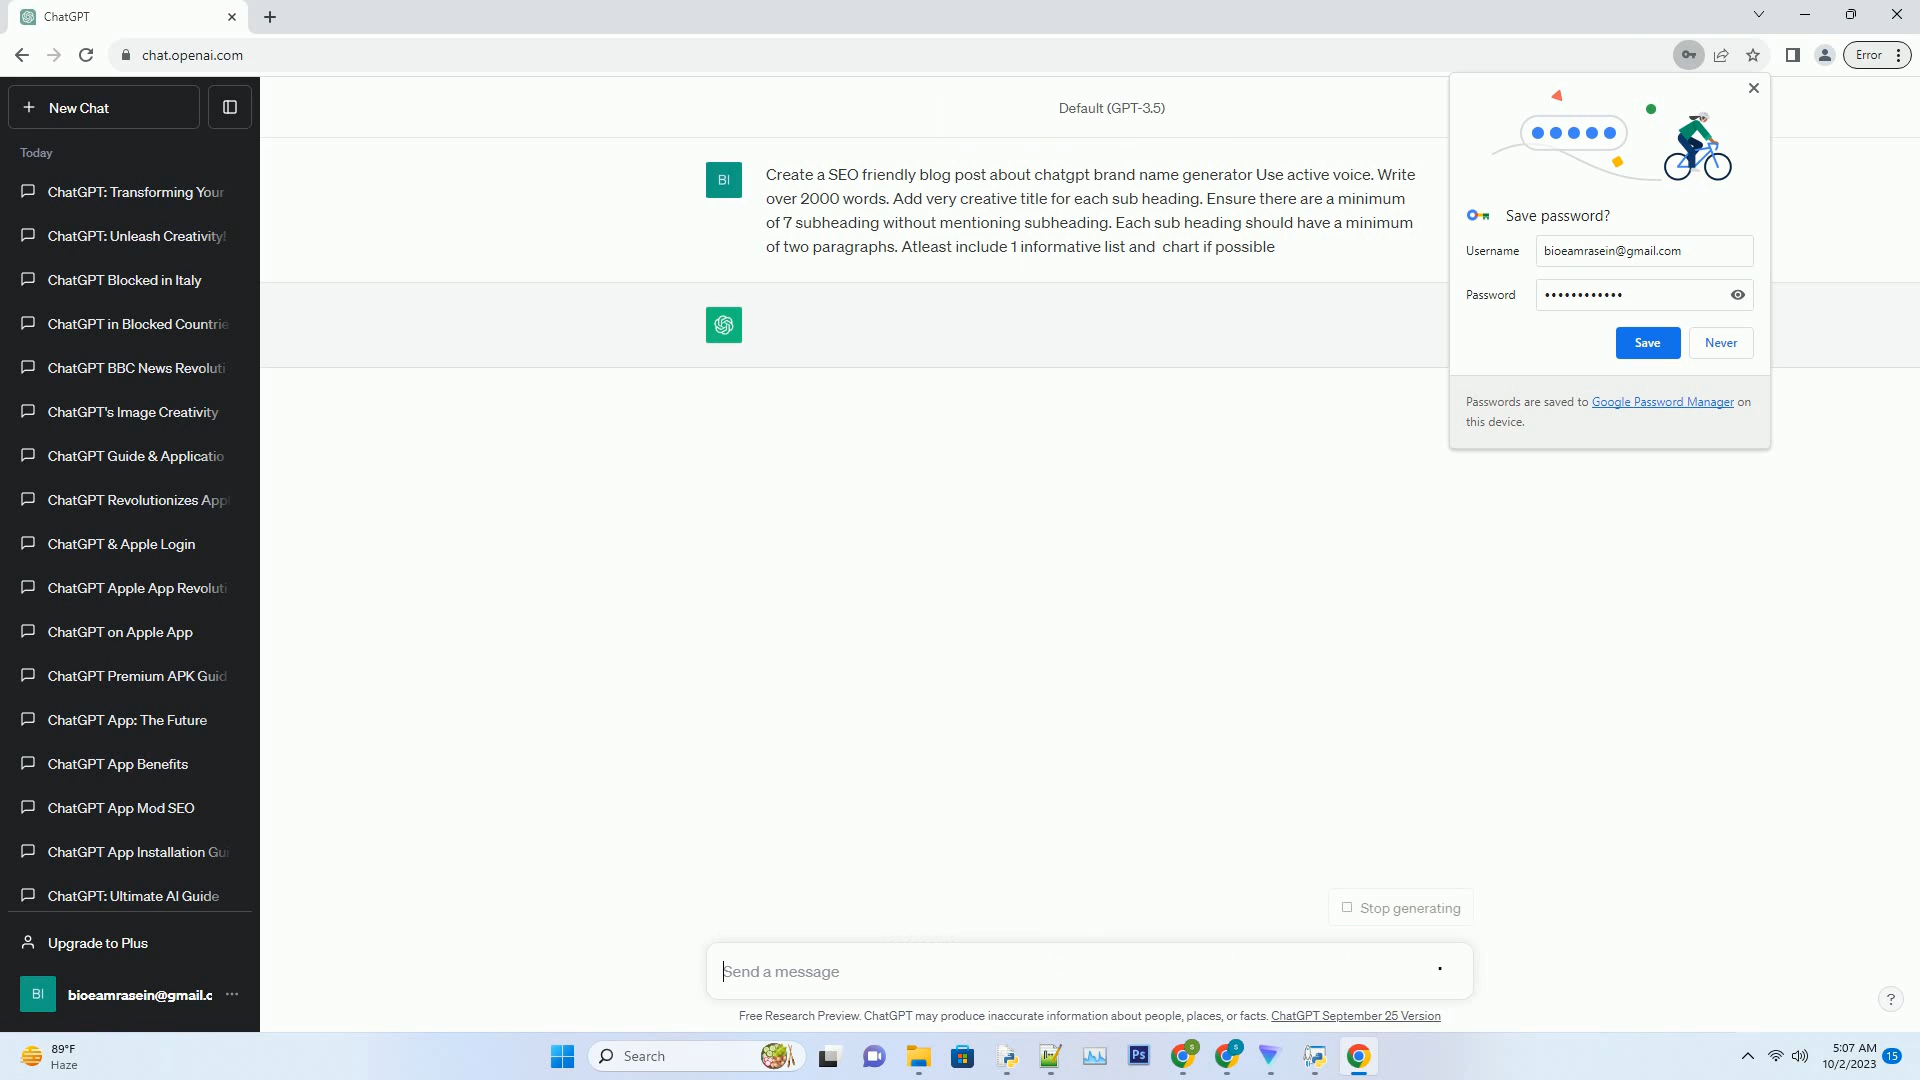 ChatGPT
chat.openai.com
Error
New Chat
Today
ChatGPT: Transforming Your
ChatGPT: Unleash Creativity!
ChatGPT Blocked in Italy
ChatGPT in Blocked Countrie
ChatGPT BBC News Revoluti
ChatGPT's Image Creativity
ChatGPT Guide & Applicatio
ChatGPT Revolutionizes App
ChatGPT & Apple Login
ChatGPT Apple App Revoluti
ChatGPT on Apple App
ChatGPT Premium APK Guid
ChatGPT App: The Future
ChatGPT App Benefits
ChatGPT App Mod SEO
ChatGPT App Installation Gui
ChatGPT: Ultimate AI Guide
Upgrade to Plus
BI
bioeamrasein@gmail.c
Default (GPT-3.5)
BI
Create a SEO friendly blog post about chatgpt brand name generator Use active voice. Write
over 2000 words. Add very creative title for each sub heading. Ensure there are a minimum
of 7 subheading without mentioning subheading. Each sub heading should have a minimum
of two paragraphs. Atleast include 1 informative list and  chart if possible
Save password?
Username bioeamrasein@gmail.com
Password ••••••••••••
Save Never
Passwords are saved to Google Password Manager on
this device.
Stop generating
Send a message
Free Research Preview. ChatGPT may produce inaccurate information about people, places, or facts. ChatGPT September 25 Version
?
89°F
Haze
Search
Ps
S
S
5:07 AM
10/2/2023
15